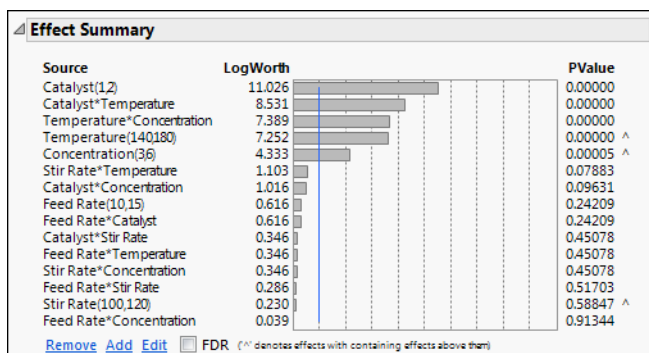 Effect Summary
Source LogWorth PValue
Catalyst(1,2) 11.026 0.00000
Catalyst*Temperature 8.531 0.00000
Temperature*Concentration 7.389 0.00000
Temperature(140,180) 7.252 0.00000 ^
Concentration(3,6) 4.333 0.00005 ^
Stir Rate*Temperature 1.103 0.07883
Catalyst*Concentration 1.016 0.09631
Feed Rate(10,15) 0.616 0.24209
Feed Rate*Catalyst 0.616 0.24209
Catalyst*Stir Rate 0.346 0.45078
Feed Rate*Temperature 0.346 0.45078
Stir Rate*Concentration 0.346 0.45078
Feed Rate*Stir Rate 0.286 0.51703
Stir Rate(100,120) 0.230 0.58847 ^
Feed Rate*Concentration 0.039 0.91344
Remove Add Edit FDR ('^' denotes effects with containing effects above them)